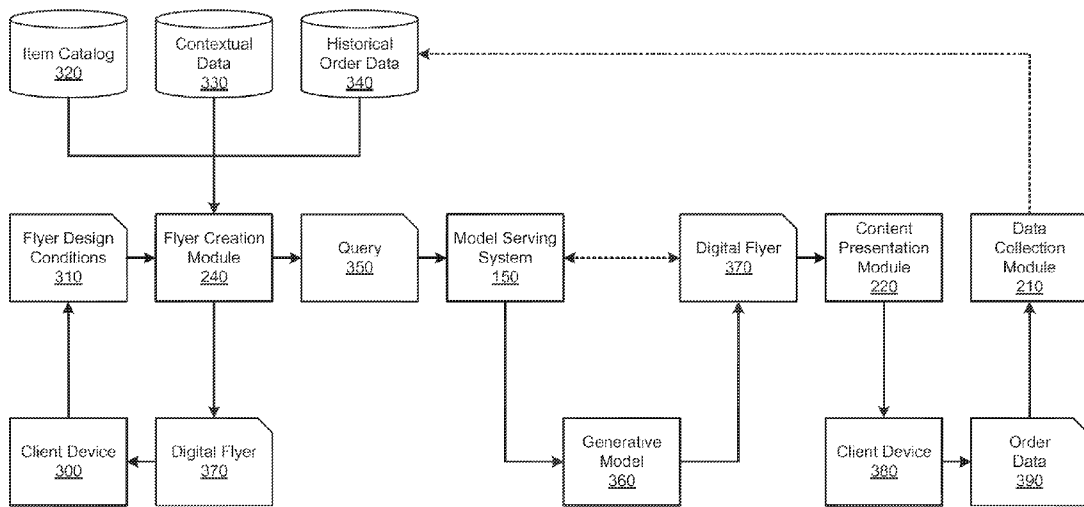 Item Catalog
320
Contextual
Data
330
Historical
Order Data
340
Flyer Design
Conditions
310
Flyer Creation
Module
240
Query
350
Model Serving
System
150
Digital Flyer
370
Content
Presentation
Module
220
Data
Collection
Module
210
Client Device
300
Digital Flyer
370
Generative
Model
360
Client Device
380
Order
Data
390